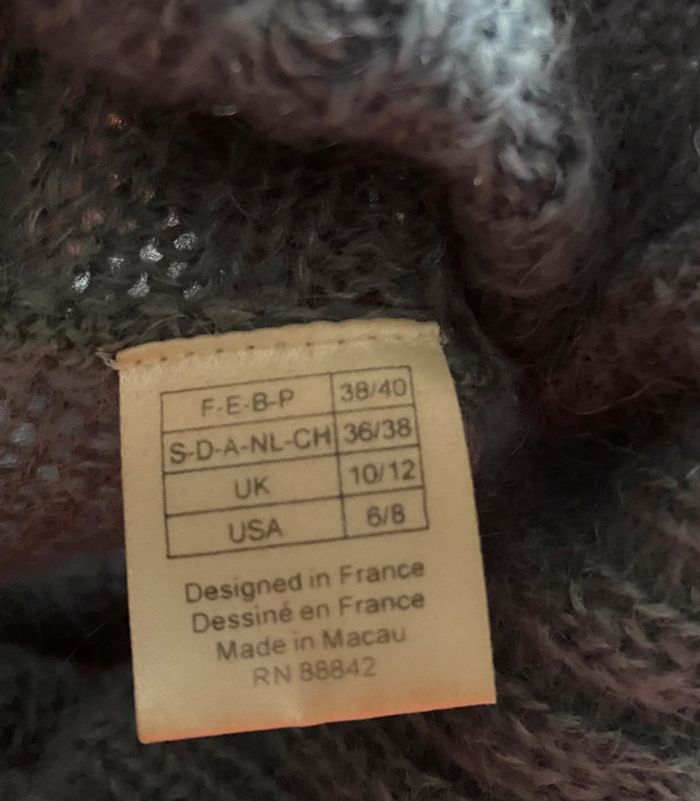 F-E-B-P 38/40
S-D-A-NL-CH 36/38
UK 10/12
USA 6/8
Designed in France
Dessiné en France
Made in Macau
RN 88842